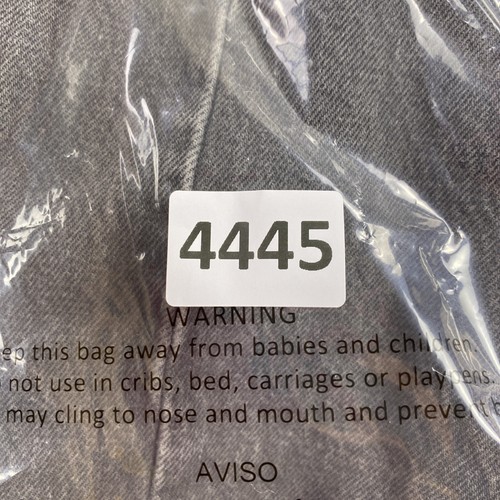 4445
WARNING
this bag away from babies and children.
not use in cribs, bed, carriages or playpens.
may cling to nose and mouth and prevent
AVISO